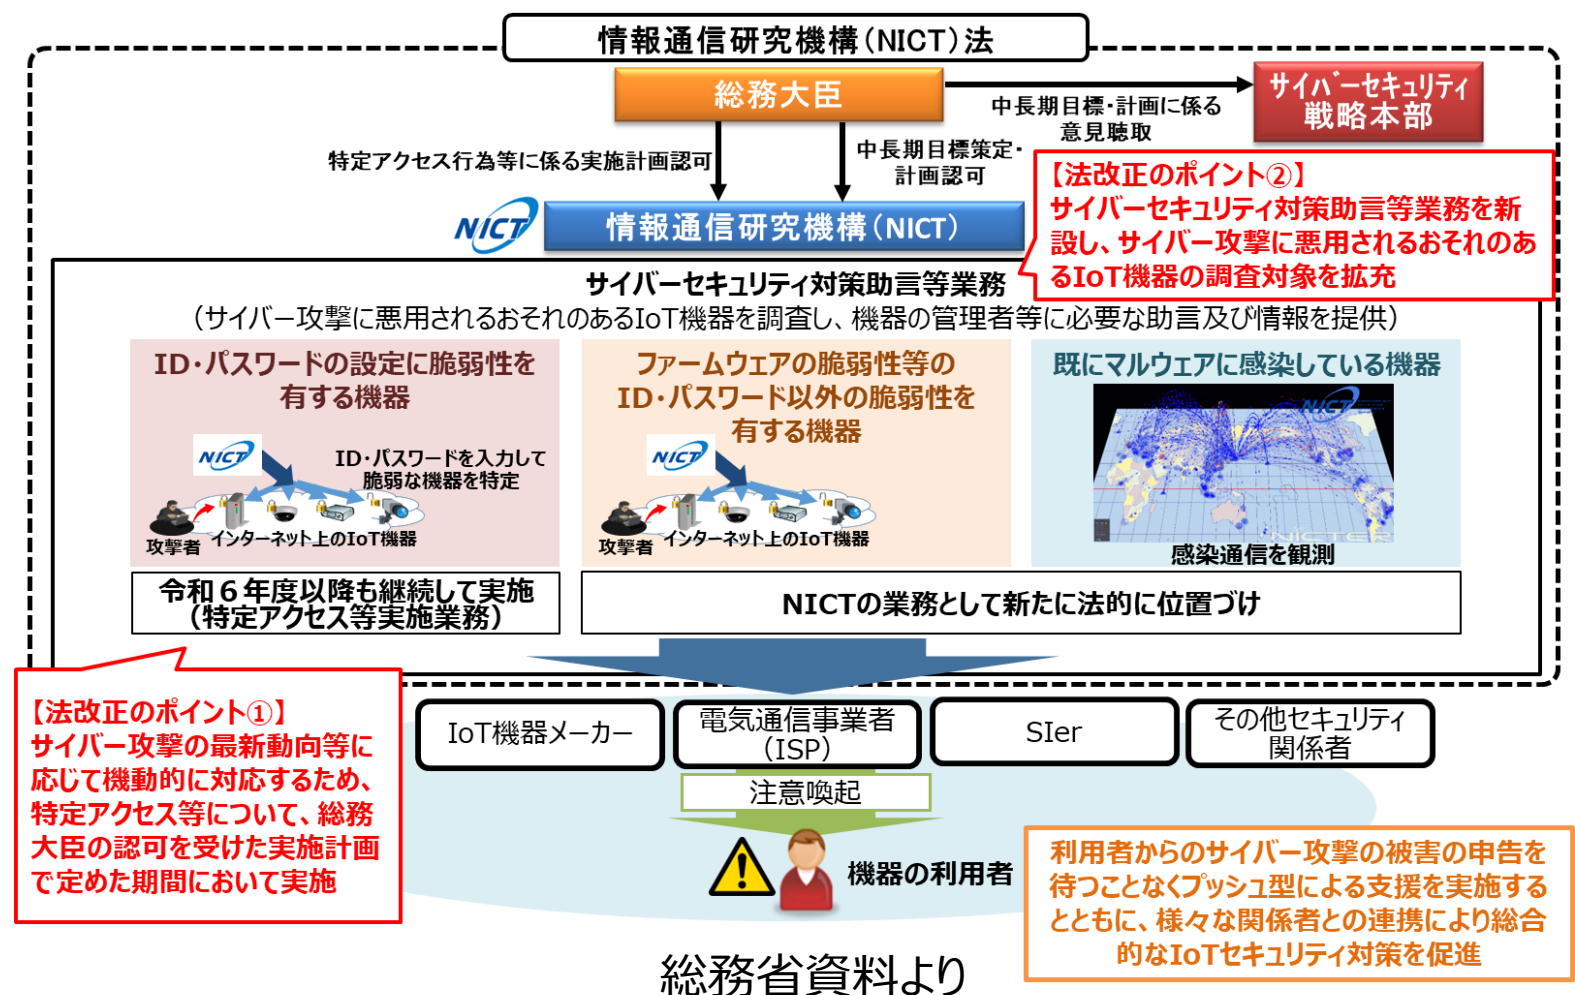 情報通信研究機構（NICT）法
総務大臣
サイバーセキュリティ
戦略本部
中長期目標・計画に係る
意見聴取
特定アクセス行為等に係る実施計画認可
中長期目標策定・
計画認可
NICT
情報通信研究機構（NICT）
【法改正のポイント②】
サイバーセキュリティ対策助言等業務を新
設し、サイバー攻撃に悪用されるおそれのあ
るIoT機器の調査対象を拡充
サイバーセキュリティ対策助言等業務
（サイバー攻撃に悪用されるおそれのあるIoT機器を調査し、機器の管理者等に必要な助言及び情報を提供）
ID・パスワードの設定に脆弱性を
有する機器
NICT
ID・パスワードを入力して
脆弱な機器を特定
攻撃者
インターネット上のIoT機器
ファームウェアの脆弱性等の
ID・パスワード以外の脆弱性を
有する機器
NICT
攻撃者
インターネット上のIoT機器
既にマルウェアに感染している機器
NICT
NICTER
感染通信を観測
令和６年度以降も継続して実施
（特定アクセス等実施業務）
NICTの業務として新たに法的に位置づけ
【法改正のポイント①】
サイバー攻撃の最新動向等に
応じて機動的に対応するため、
特定アクセス等について、総務
大臣の認可を受けた実施計画
で定めた期間において実施
IoT機器メーカー
電気通信事業者
（ISP）
SIer
その他セキュリティ
関係者
注意喚起
機器の利用者
利用者からのサイバー攻撃の被害の申告を
待つことなくプッシュ型による支援を実施する
とともに、様々な関係者との連携により総合
的なIoTセキュリティ対策を促進
総務省資料より